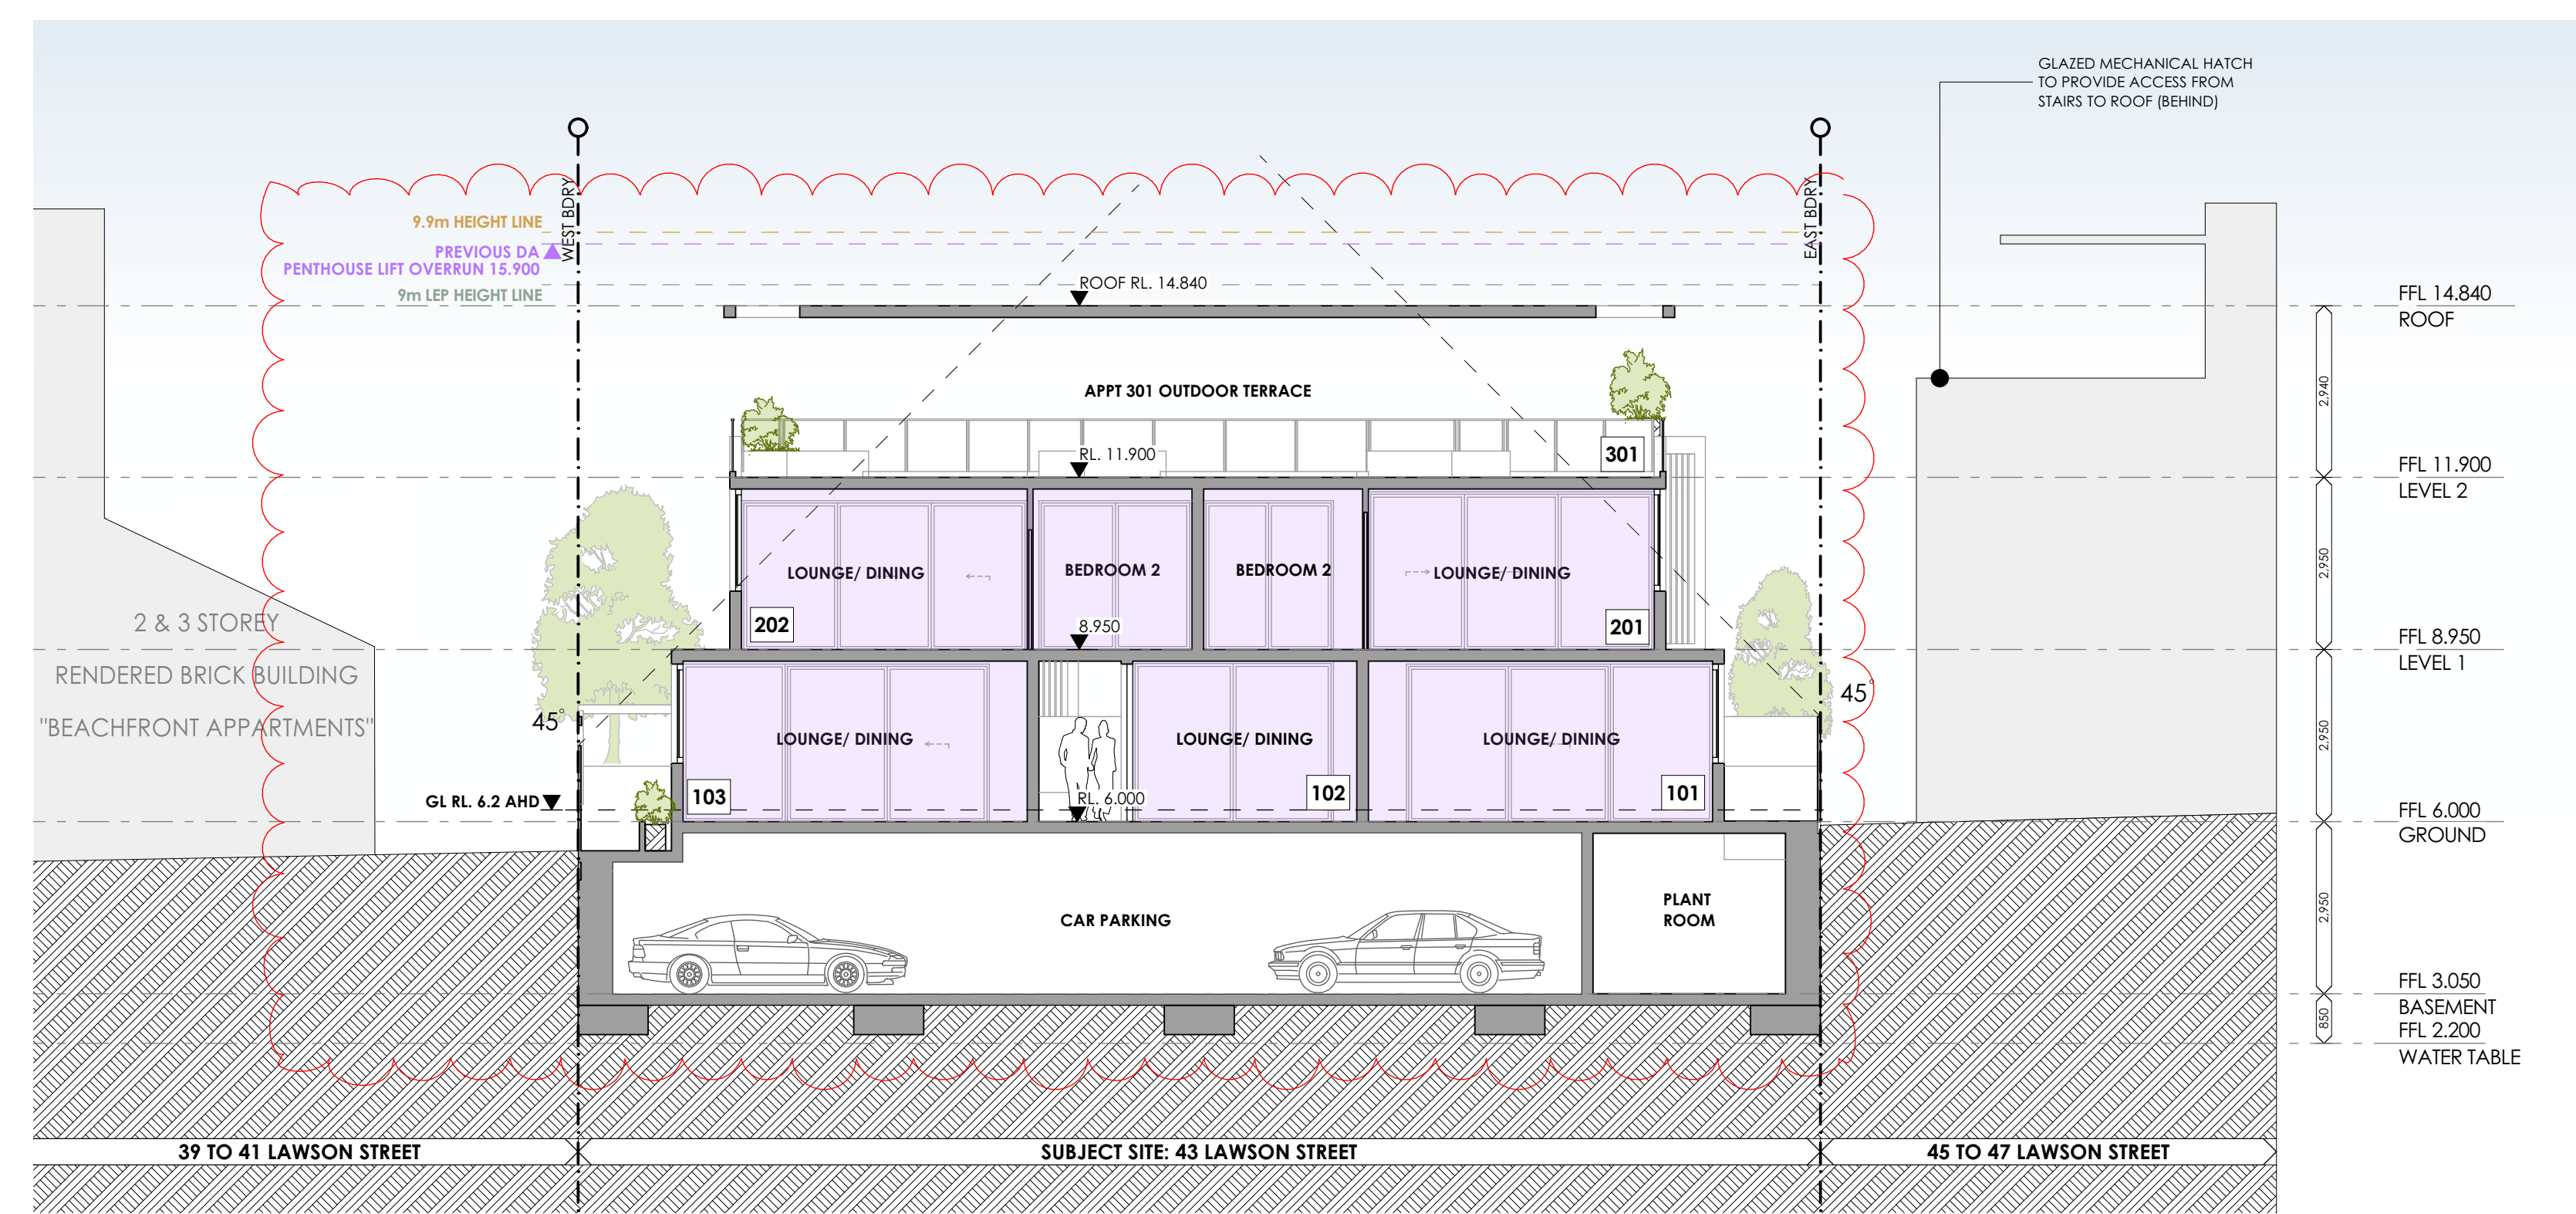 GLAZED MECHANICAL HATCH
TO PROVIDE ACCESS FROM
STAIRS TO ROOF (BEHIND)
WEST BDRY
EAST BDRY
9.9m HEIGHT LINE
PREVIOUS DA
PENTHOUSE LIFT OVERRUN 15.900
9m LEP HEIGHT LINE
ROOF RL. 14.840
FFL 14.840
ROOF
2,940
APPT 301 OUTDOOR TERRACE
RL. 11.900
301
FFL 11.900
LEVEL 2
2,950
LOUNGE/ DINING
BEDROOM 2
BEDROOM 2
LOUNGE/ DINING
202
8.950
201
2 & 3 STOREY
RENDERED BRICK BUILDING
"BEACHFRONT APPARTMENTS"
FFL 8.950
LEVEL 1
2,950
45°
45°
LOUNGE/ DINING
LOUNGE/ DINING
LOUNGE/ DINING
103
102
101
GL RL. 6.2 AHD
RL. 6.000
FFL 6.000
GROUND
2,950
CAR PARKING
PLANT
ROOM
FFL 3.050
BASEMENT
850
FFL 2.200
WATER TABLE
39 TO 41 LAWSON STREET
SUBJECT SITE: 43 LAWSON STREET
45 TO 47 LAWSON STREET